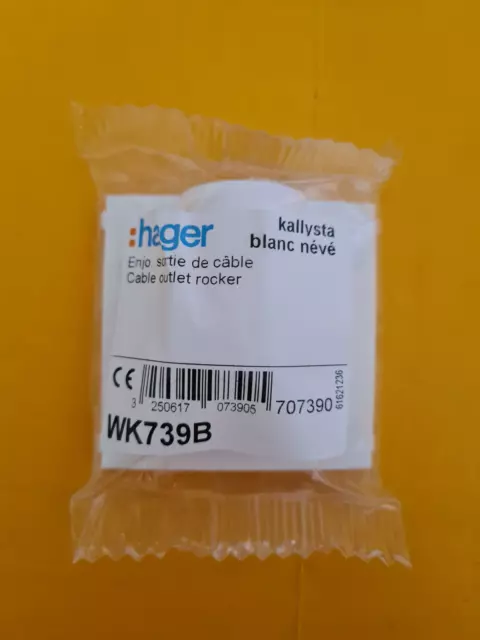 :hager
kallysta
blanc névé
Enjo sortie de câble
Cable outlet rocker
CE
3 250617 073905
707390
61621236
WK739B